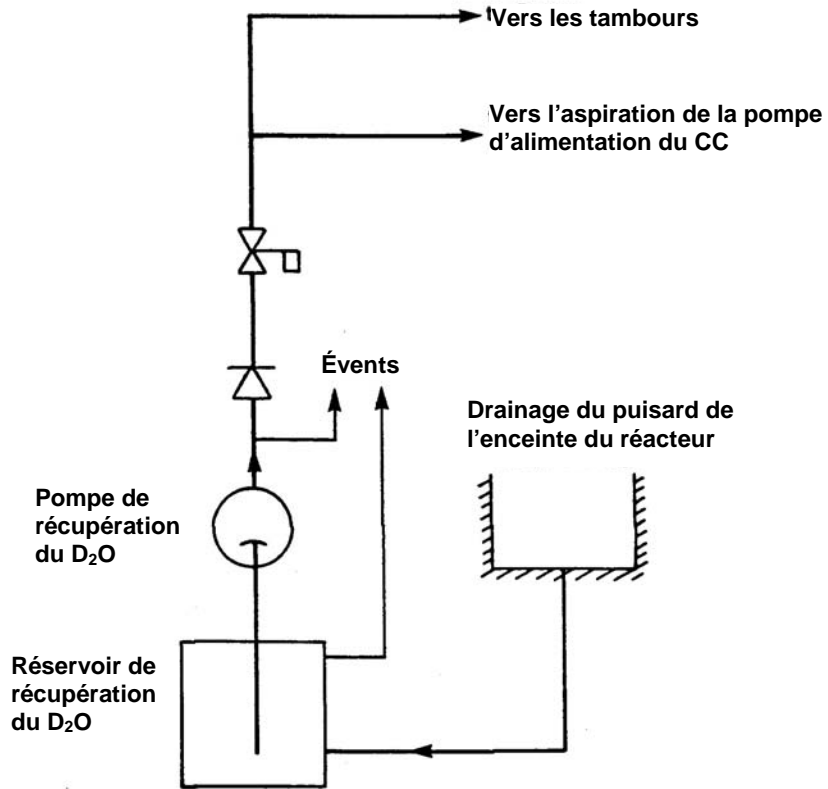 Vers les tambours
Vers l’aspiration de la pompe
d’alimentation du CC
Évents
Drainage du puisard de
l’enceinte du réacteur
Pompe de
récupération
du D₂O
Réservoir de
récupération
du D₂O